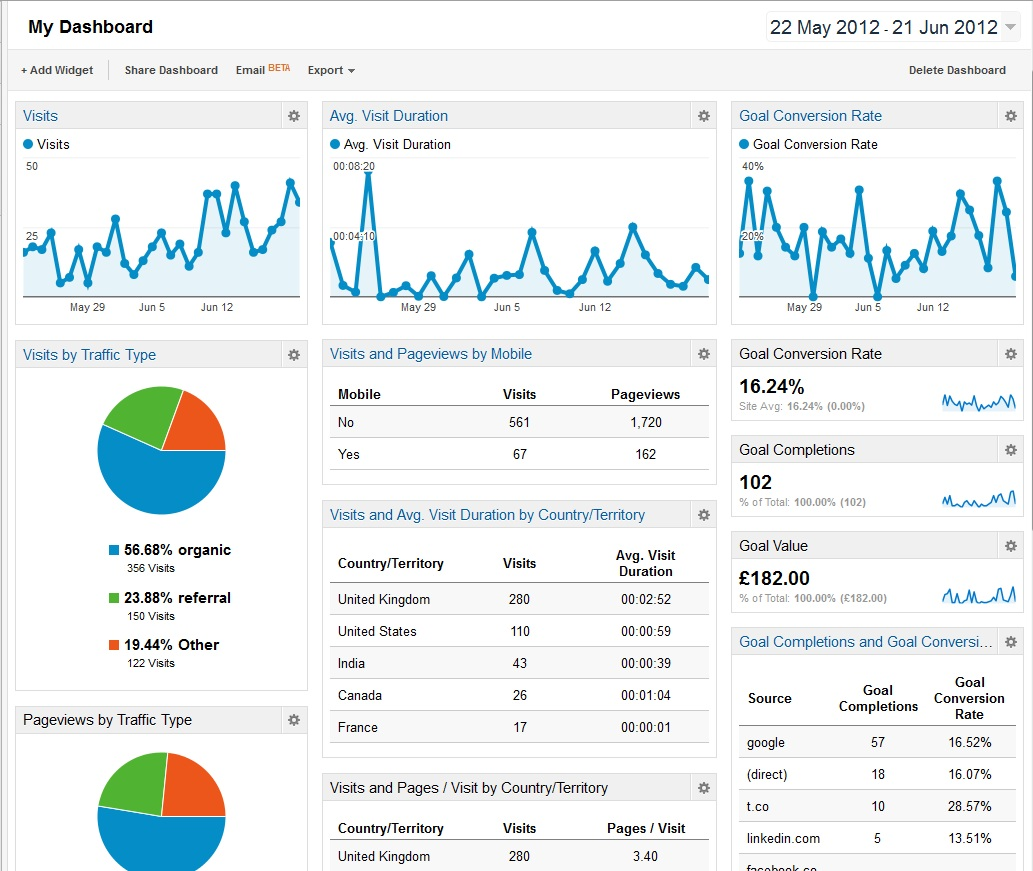 My Dashboard
22 May 2012 - 21 Jun 2012
+ Add Widget
Share Dashboard
Email BETA
Export
Delete Dashboard
Visits
Visits
50
25
May 29 Jun 5 Jun 12
Avg. Visit Duration
Avg. Visit Duration
00:08:20
00:04:10
May 29 Jun 5 Jun 12
Goal Conversion Rate
Goal Conversion Rate
40%
20%
May 29 Jun 5 Jun 12
Visits by Traffic Type
56.68% organic
356 Visits
23.88% referral
150 Visits
19.44% Other
122 Visits
Pageviews by Traffic Type
Visits and Pageviews by Mobile
Mobile Visits Pageviews
No 561 1,720
Yes 67 162
Visits and Avg. Visit Duration by Country/Territory
Country/Territory Visits Avg. Visit
Duration
United Kingdom 280 00:02:52
United States 110 00:00:59
India 43 00:00:39
Canada 26 00:01:04
France 17 00:00:01
Visits and Pages / Visit by Country/Territory
Country/Territory Visits Pages / Visit
United Kingdom 280 3.40
Goal Conversion Rate
16.24%
Site Avg: 16.24% (0.00%)
Goal Completions
102
% of Total: 100.00% (102)
Goal Value
£182.00
% of Total: 100.00% (£182.00)
Goal Completions and Goal Conversi...
Source Goal
Completions Goal
Conversion
Rate
google 57 16.52%
(direct) 18 16.07%
t.co 10 28.57%
linkedin.com 5 13.51%